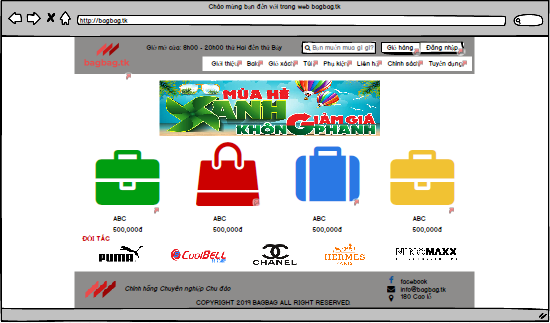 Chào mừng bạn đến với trang web bagbag.tk
http://bagbag.tk
Giờ mở cửa: 8h00 - 20h00 thứ Hai đến thứ Bảy
Bạn muốn mua gì gì?
Giỏ hàng
Đăng nhập
bagbag.tk
Giới thiệu Balo Giỏ xách Túi Phụ kiện Liên hệ Chính sách Tuyển dụng
MÙA HÈ
XANH GIẢM GIÁ
KHÔNG PHANH
ABC ABC ABC ABC
500,000đ 500,000đ 500,000đ 500,000đ
ĐỐI TÁC
PUMA COOLBELL CHANEL HERMES PARIS NINOMAXX
facebook
Chính hãng Chuyên nghiệp Chu đáo
info@bagbag.tk
180 Cao lỗ
COPYRIGHT 2019 BAGBAG ALL RIGHT RESERVED.